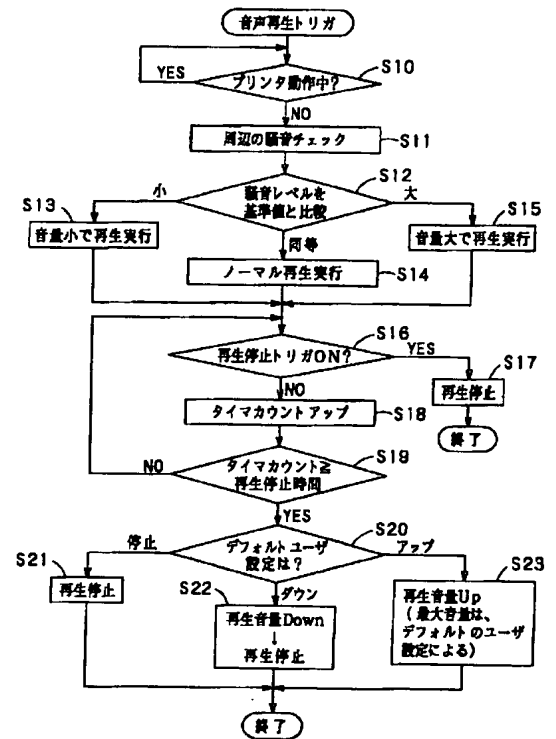 音声再生トリガ
S10
YES
プリンタ動作中?
NO
周辺の騒音チェック
S11
S12
小
騒音レベルを
基準値と比較
大
S13
音量小で再生実行
同等
S15
音量大で再生実行
ノーマル再生実行
S14
S16
再生停止トリガON?
YES
S17
再生停止
NO
タイマカウントアップ
S18
終了
S19
タイマカウント≧
再生停止時間
NO
YES
S20
停止
デフォルトユーザ
設定は?
アップ
S21
再生停止
ダウン
S22
再生音量Down
↓
再生停止
S23
再生音量Up
(最大音量は、
デフォルトのユーザ
設定による)
終了